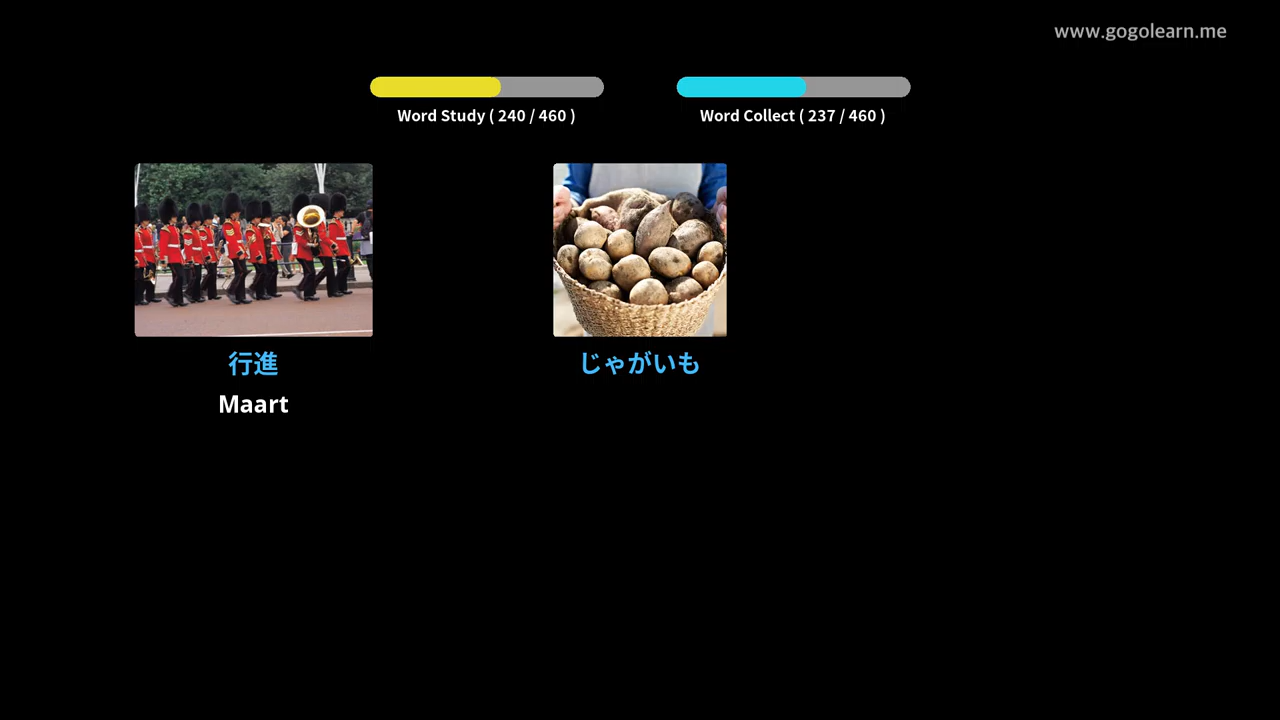 www.gogolearn.me
Word Study ( 240 / 460 )
Word Collect ( 237 / 460 )
行進
Maart
じゃがいも